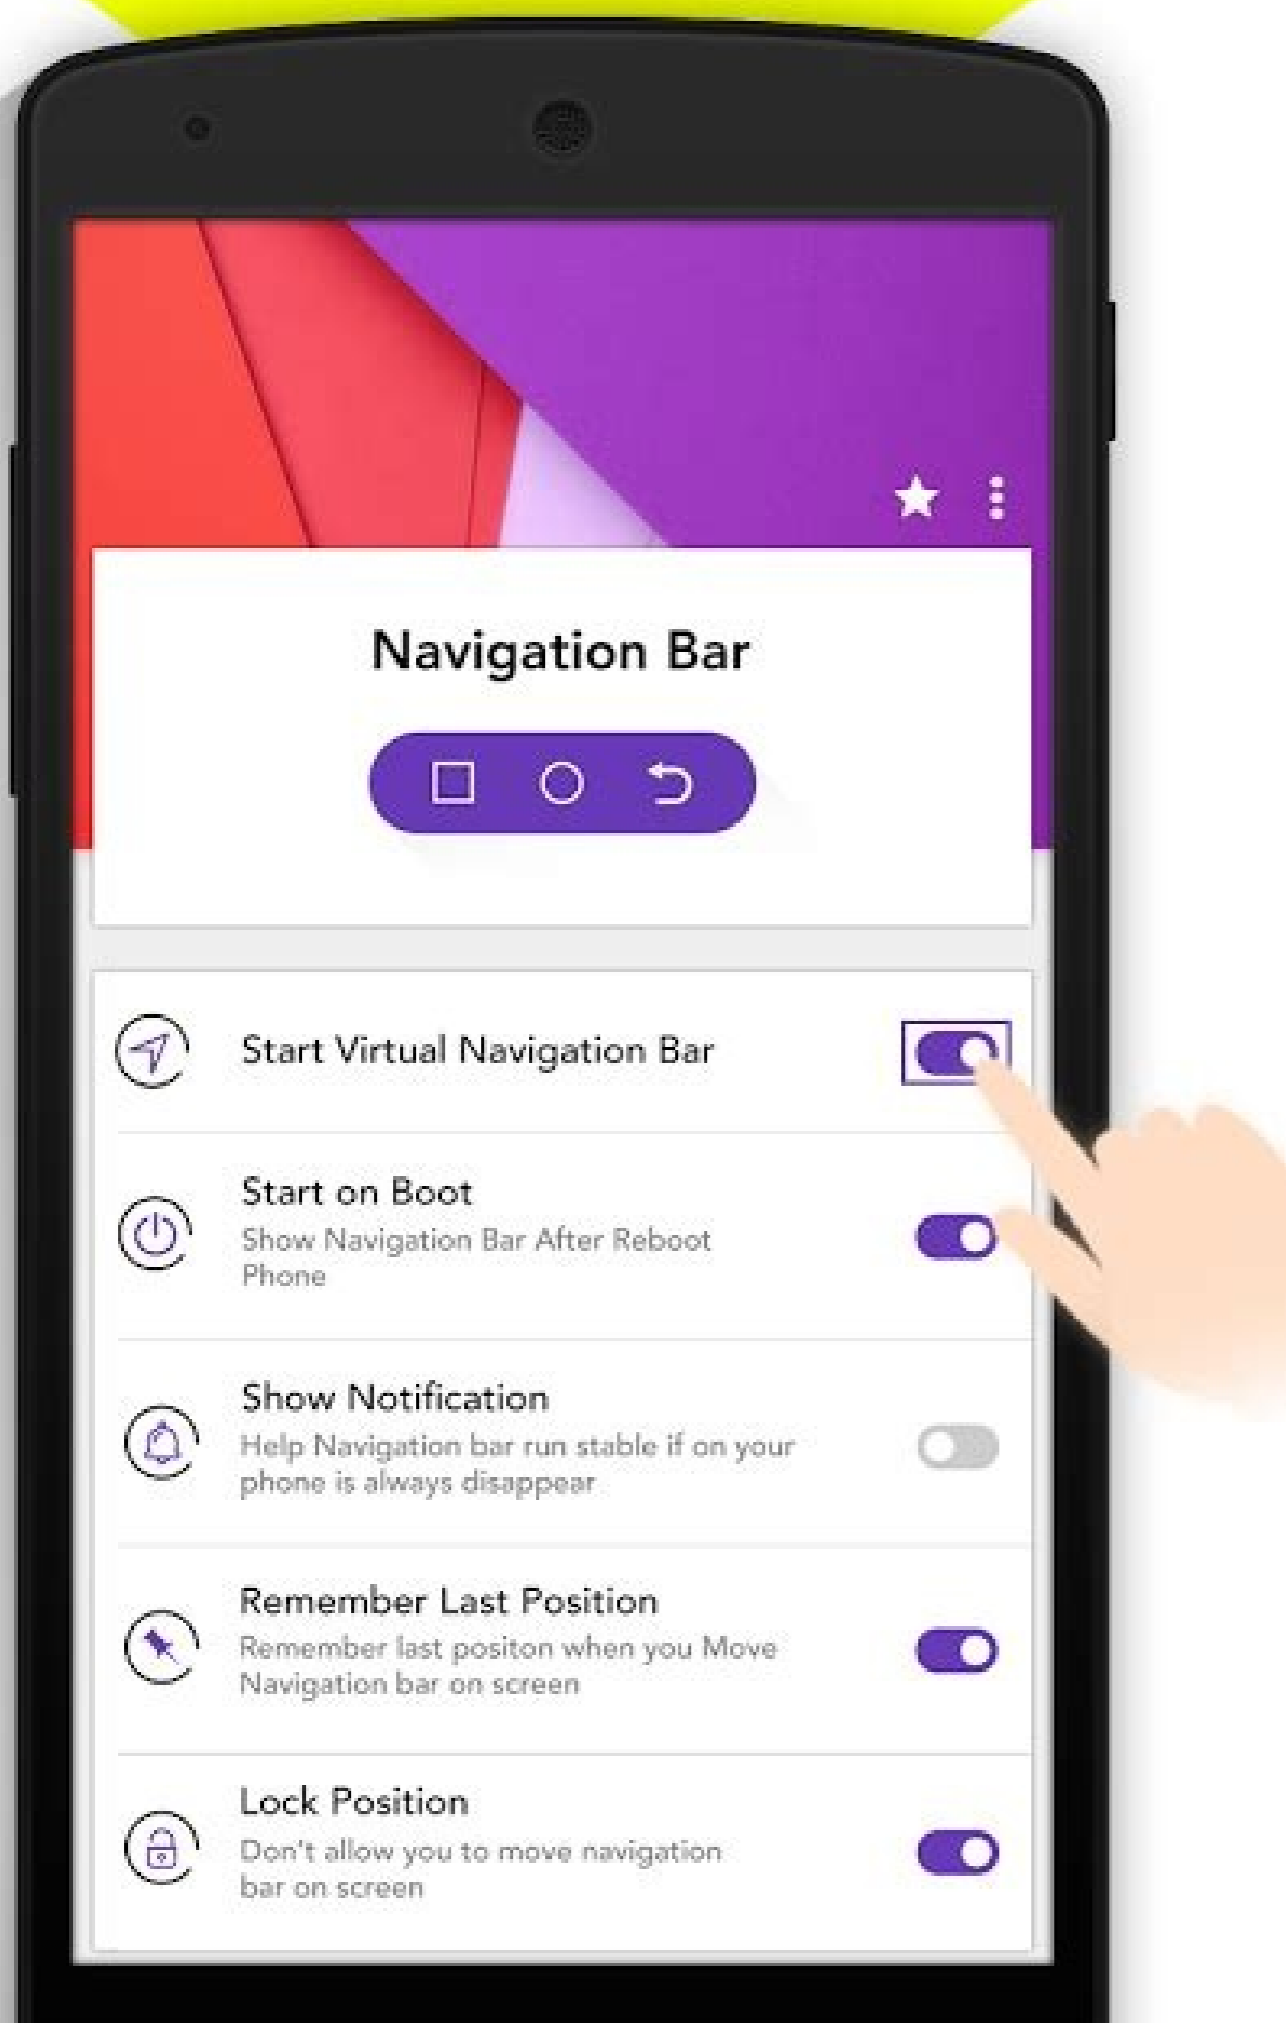 Navigation Bar
Start Virtual Navigation Bar
Start on Boot
Show Navigation Bar After Reboot
Phone
Show Notification
Help Navigation bar run stable if on your
phone is always disappear
Remember Last Position
Remember last positon when you Move
Navigation bar on screen
Lock Position
Don't allow you to move navigation
bar on screen